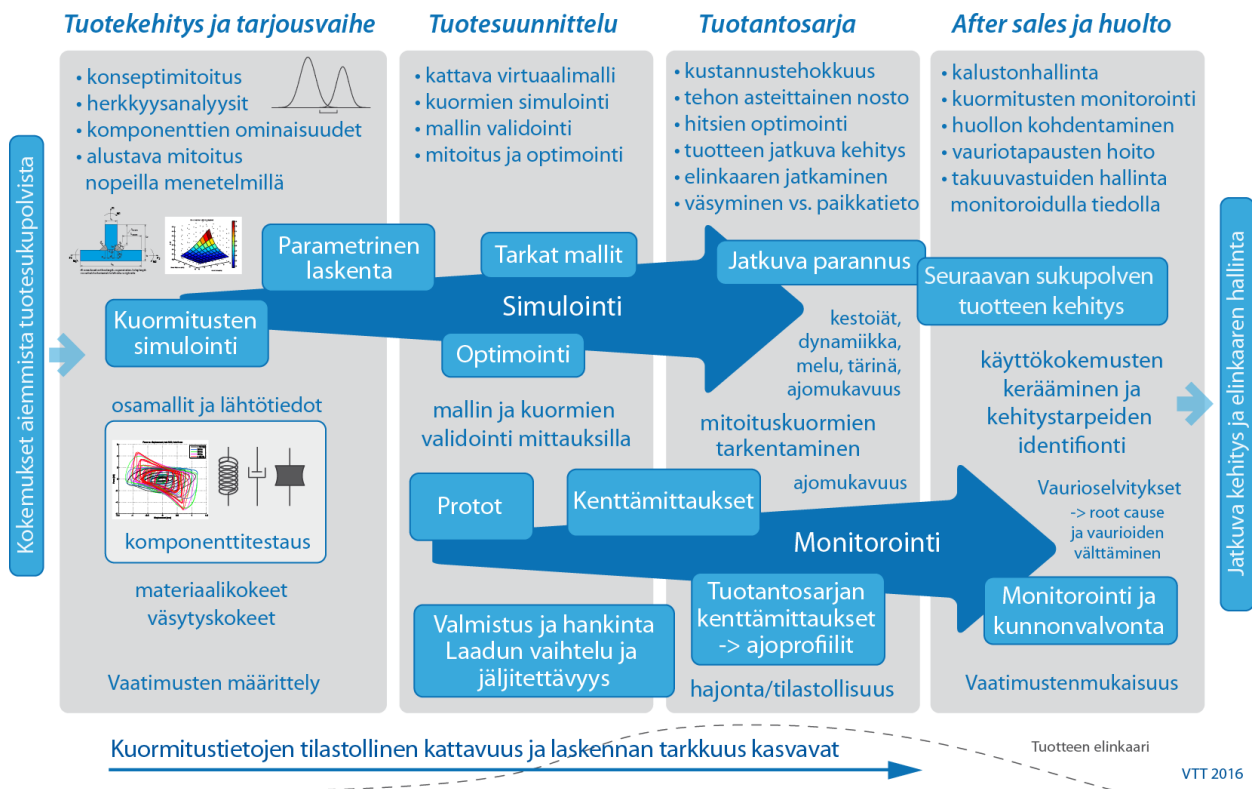 Tuotekehitys ja tarjousvaihe
Tuotesuunnittelu
Tuotantosarja
After sales ja huolto
Kokemukset aiemmista tuotesukupolvista
• konseptimitoitus
• herkkyysanalyysit
• komponenttien ominaisuudet
• alustava mitoitus
nopeilla menetelmillä
• kattava virtuaalimalli
• kuormien simulointi
• mallin validointi
• mitoitus ja optimointi
• kustannustehokkuus
• tehon asteittainen nosto
• hitsien optimointi
• tuotteen jatkuva kehitys
• elinkaaren jatkaminen
• väsyminen vs. paikkatieto
• kalustonhallinta
• kuormitusten monitorointi
• huollon kohdentaminen
• vauriotapausten hoito
• takuuvastuiden hallinta
monitoroidulla tiedolla
Parametrinen
laskenta
Tarkat mallit
Jatkuva parannus
Seuraavan sukupolven
tuotteen kehitys
Kuormitusten
simulointi
Simulointi
Optimointi
kestoiät,
dynamiikka,
melu, tärinä,
ajomukavuus
osamallit ja lähtötiedot
mallin ja kuormien
validointi mittauksilla
mitoituskuormien
tarkentaminen
ajomukavuus
käyttökokemusten
kerääminen ja
kehitystarpeiden
identifionti
komponenttitestaus
Protot
Kenttämittaukset
Monitorointi
Vaurioselvitykset
-> root cause
ja vaurioiden
välttäminen
materiaalikokeet
väsytyskokeet
Valmistus ja hankinta
Laadun vaihtelu ja
jäljitettävyys
Tuotantosarjan
kenttämittaukset
-> ajoprofiilit
Monitorointi ja
kunnonvalvonta
Vaatimusten määrittely
hajonta/tilastollisuus
Vaatimustenmukaisuus
Jatkuva kehitys ja elinkaaren hallinta
Kuormitustietojen tilastollinen kattavuus ja laskennan tarkkuus kasvavat
Tuotteen elinkaari
VTT 2016